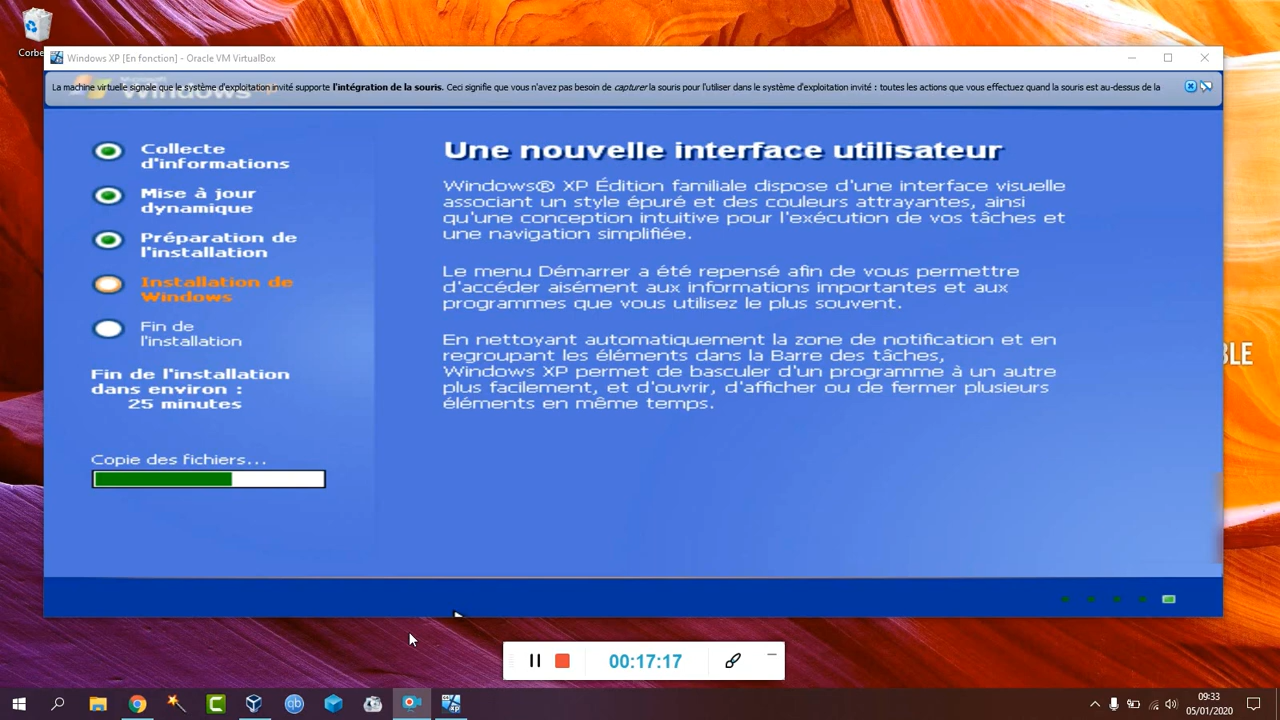 Corbe
Windows XP [En fonction] - Oracle VM VirtualBox
La machine virtuelle signale que le système d'exploitation invité supporte l'intégration de la souris. Ceci signifie que vous n'avez pas besoin de capturer la souris pour l'utiliser dans le système d'exploitation invité : toutes les actions que vous effectuez quand la souris est au-dessus de la
Collecte
d'informations
Mise à jour
dynamique
Préparation de
l'installation
Installation de
Windows
Fin de
l'installation
Fin de l'installation
dans environ :
25 minutes
Copie des fichiers...
Une nouvelle interface utilisateur
Windows® XP Édition familiale dispose d'une interface visuelle
associant un style épuré et des couleurs attrayantes, ainsi
qu'une conception intuitive pour l'exécution de vos tâches et
une navigation simplifiée.
Le menu Démarrer a été repensé afin de vous permettre
d'accéder aisément aux informations importantes et aux
programmes que vous utilisez le plus souvent.
En nettoyant automatiquement la zone de notification et en
regroupant les éléments dans la Barre des tâches,
Windows XP permet de basculer d'un programme à un autre
plus facilement, et d'ouvrir, d'afficher ou de fermer plusieurs
éléments en même temps.
BLE
00:17:17
09:33
05/01/2020